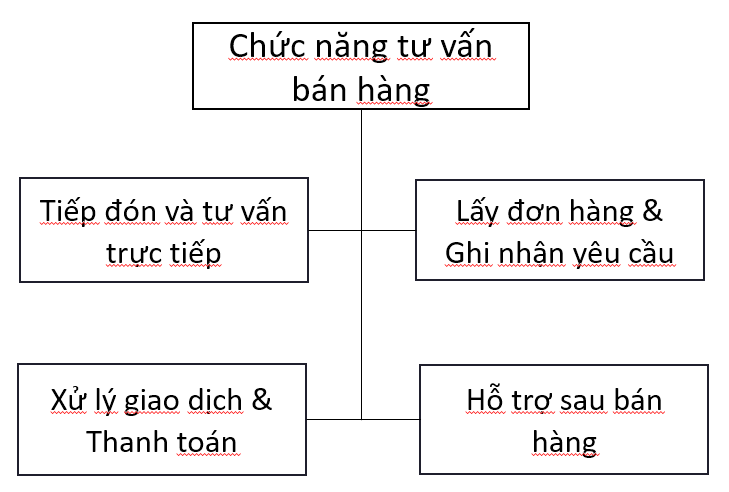 Chức năng tư vấn
bán hàng
Tiếp đón và tư vấn
trực tiếp
Lấy đơn hàng &
Ghi nhận yêu cầu
Xử lý giao dịch &
Thanh toán
Hỗ trợ sau bán
hàng